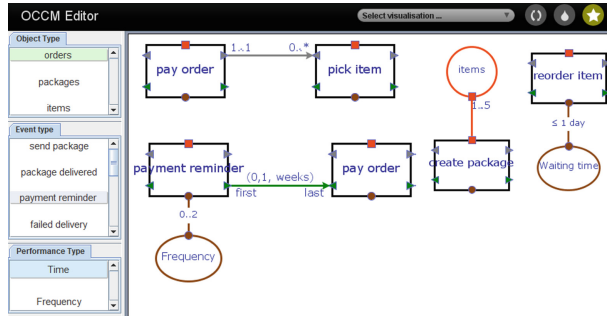 OCCM Editor
Select visualisation ...
Object Type
orders
packages
items
Event type
send package
package delivered
payment reminder
failed delivery
Performance Type
Time
Frequency
pay order
1..1
0..*
pick item
items
1..5
create package
reorder item
≤ 1 day
Waiting time
payment reminder
(0,1, weeks)
first
last
pay order
0..2
Frequency